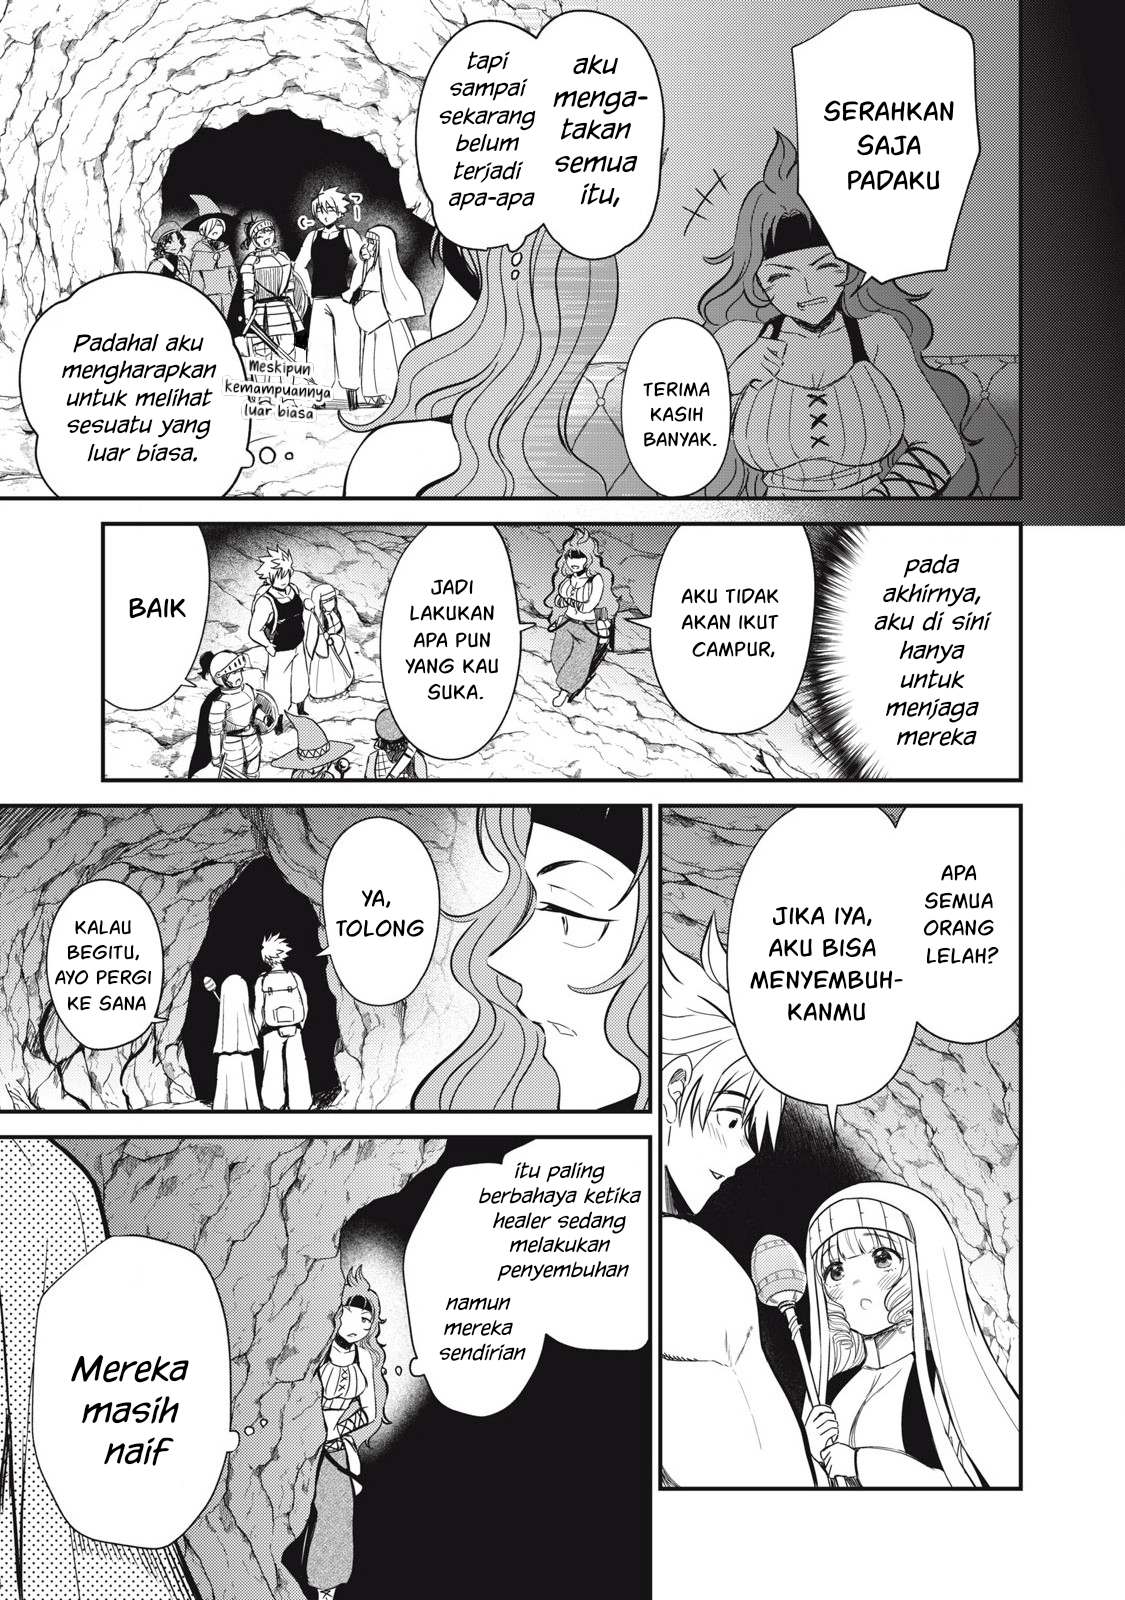 SERAHKAN
SAJA
PADAKU
TERIMA
KASIH
BANYAK.
aku
menga-
takan
semua
itu,
tapi
sampai
sekarang
belum
terjadi
apa-apa
Padahal aku
mengharapkan
untuk melihat
sesuatu yang
luar biasa.
Meskipun
kemampuannya
luar biasa
pada
akhirnya,
aku di sini
hanya
untuk
menjaga
mereka
AKU TIDAK
AKAN IKUT
CAMPUR,
JADI
LAKUKAN
APA PUN
YANG KAU
SUKA.
BAIK
APA
SEMUA
ORANG
LELAH?
JIKA IYA,
AKU BISA
MENYEMBUH-
KANMU
YA,
TOLONG
KALAU
BEGITU,
AYO PERGI
KE SANA
itu paling
berbahaya ketika
healer sedang
melakukan
penyembuhan
namun
mereka
sendirian
Mereka
masih
naif